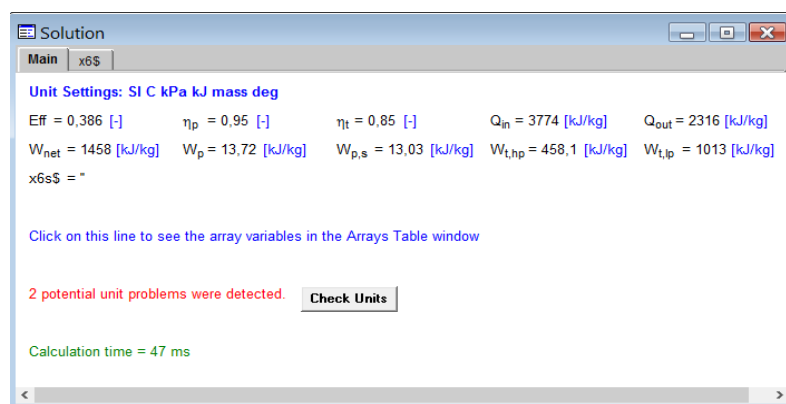 Solution
Main x6$
Unit Settings: SI C kPa kJ mass deg
Eff = 0,386 [-] ηp = 0,95 [-] ηt = 0,85 [-] Qin = 3774 [kJ/kg] Qout = 2316 [kJ/kg]
Wnet = 1458 [kJ/kg] Wp = 13,72 [kJ/kg] Wp,s = 13,03 [kJ/kg] Wt,hp = 458,1 [kJ/kg] Wt,lp = 1013 [kJ/kg]
x6s$ = "
Click on this line to see the array variables in the Arrays Table window
2 potential unit problems were detected. Check Units
Calculation time = 47 ms